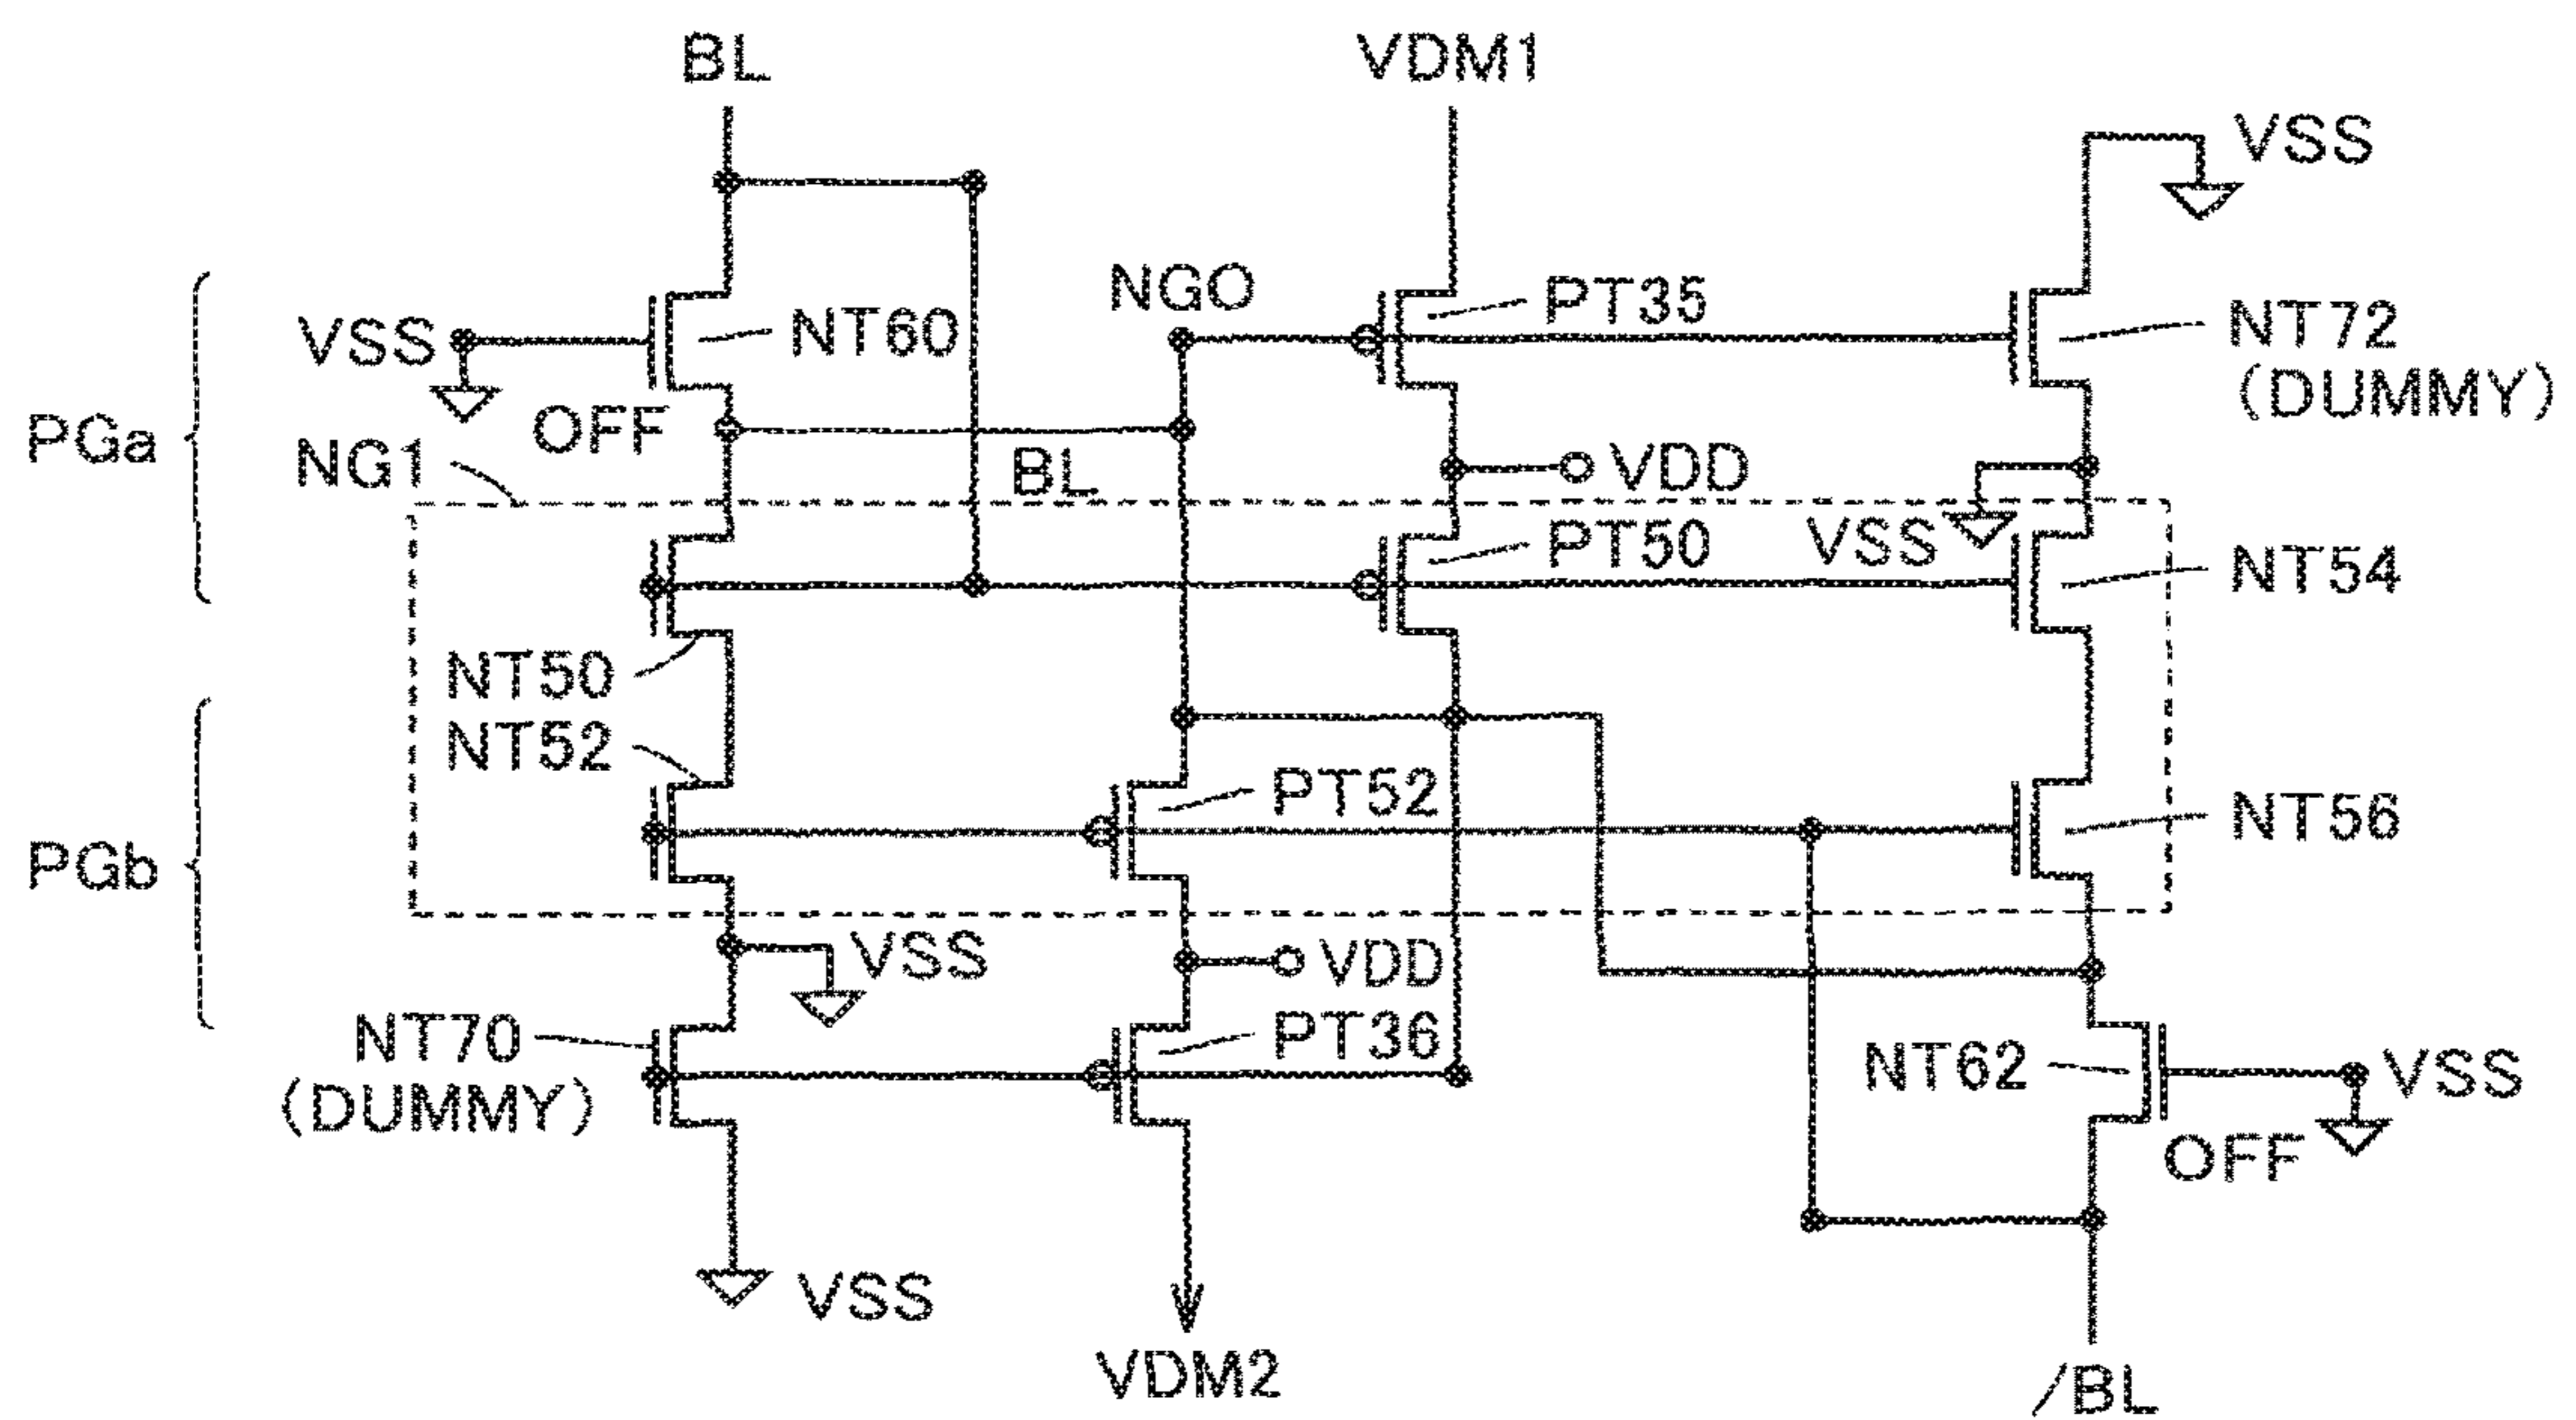 BL
VDM1
VSS
NGO
PT35
VSS
NT60
NT72
(DUMMY)
OFF
PGa
NG1
BL
VDD
PT50
VSS
NT54
NT50
NT52
PT52
NT56
PGb
VSS
VDD
NT70
(DUMMY)
PT36
NT62
VSS
OFF
VSS
VDM2
/BL